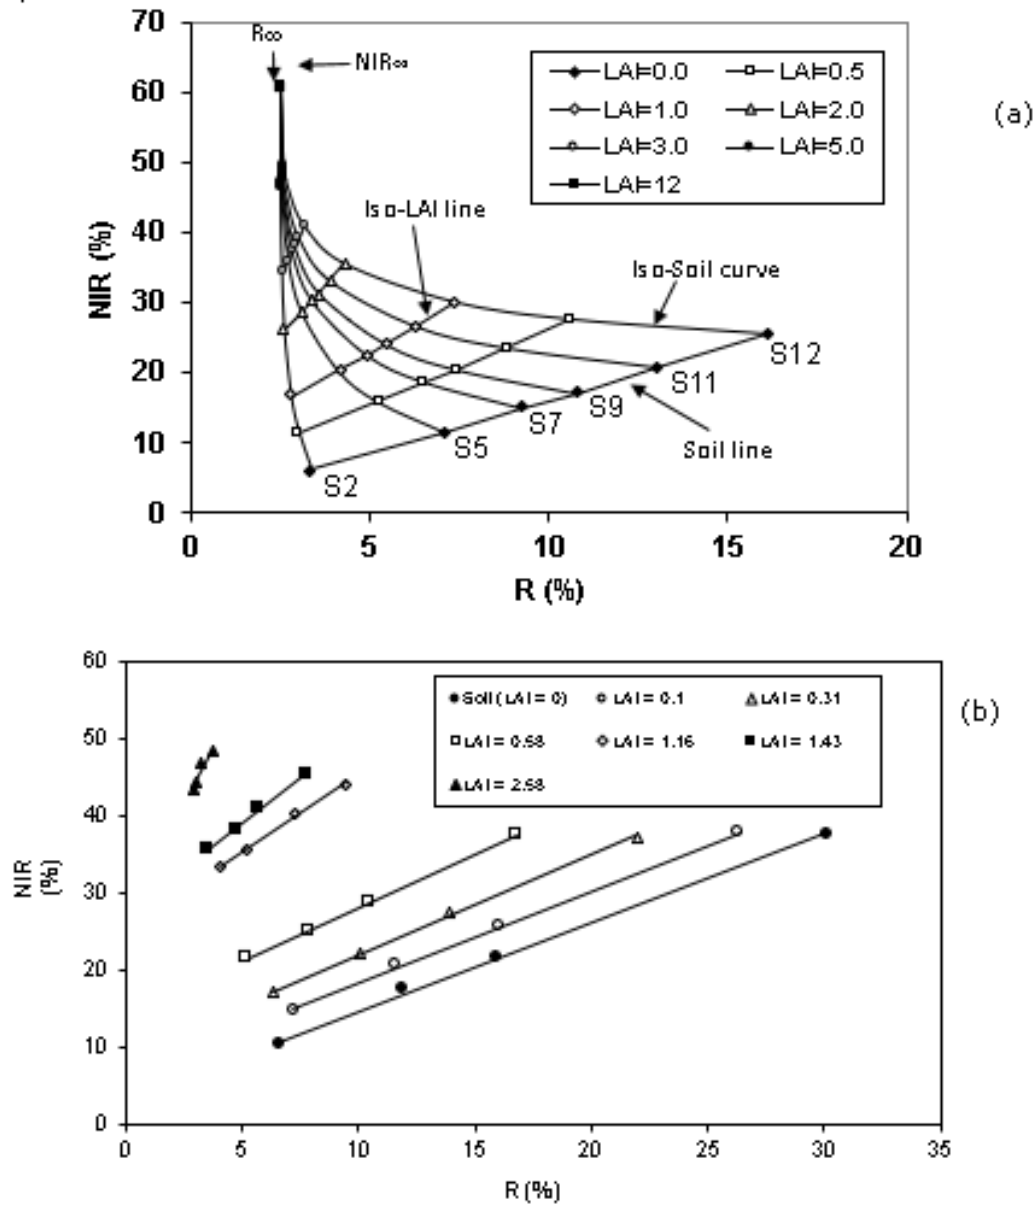 70
R∞
NIR∞
LAI=0.0 LAI=0.5
60
LAI=1.0 LAI=2.0
(a)
50
LAI=3.0 LAI=5.0
LAI=12
40
Iso-LAI line
NIR (%)
Iso-Soil curve
30
S12
20
S11
S9
S7
S5
Soil line
10
S2
0
0 5 10 15 20
R (%)
60
Soil (LAI = 0) LAI = 0.1 LAI = 0.31
(b)
50
LAI = 0.58 LAI = 1.16 LAI = 1.43
LAI = 2.58
40
NIR
(%)
30
20
10
0
0 5 10 15 20 25 30 35
R (%)